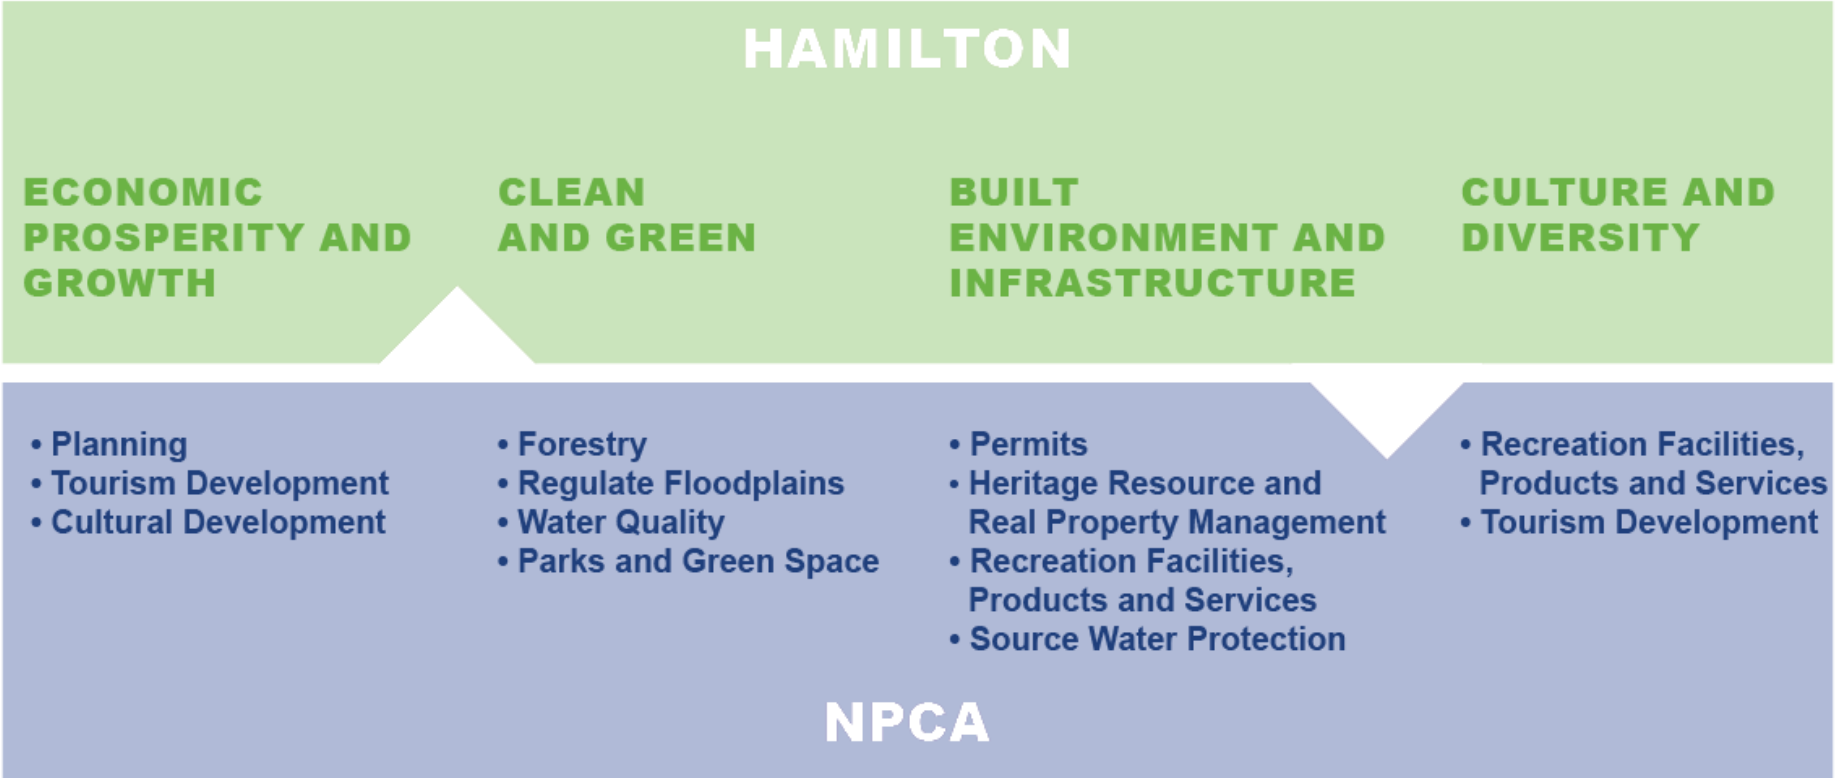 HAMILTON
ECONOMIC
PROSPERITY AND
GROWTH
CLEAN
AND GREEN
BUILT
ENVIRONMENT AND
INFRASTRUCTURE
CULTURE AND
DIVERSITY
• Planning
• Tourism Development
• Cultural Development
• Forestry
• Regulate Floodplains
• Water Quality
• Parks and Green Space
• Permits
• Heritage Resource and
Real Property Management
• Recreation Facilities,
Products and Services
• Source Water Protection
• Recreation Facilities,
Products and Services
• Tourism Development
NPCA